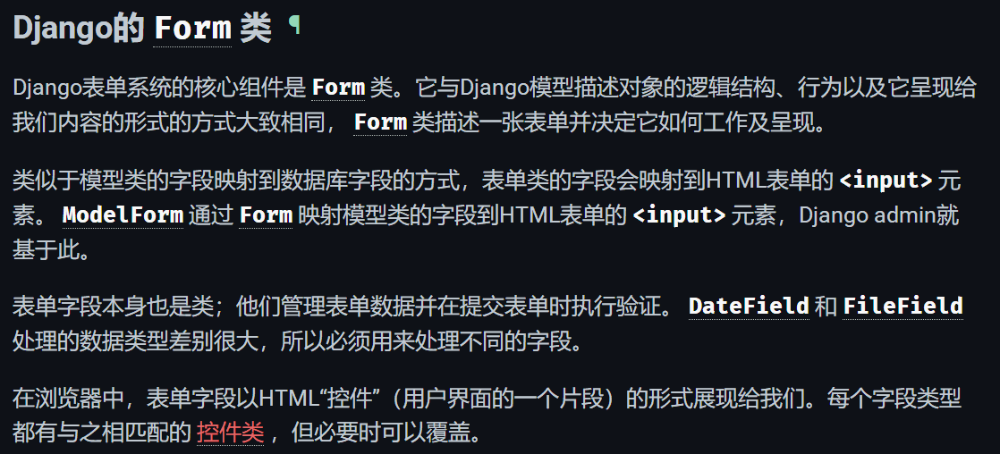 Django的 Form 类 ¶
Django表单系统的核心组件是 Form 类。它与Django模型描述对象的逻辑结构、行为以及它呈现给
我们内容的形式的方式大致相同， Form 类描述一张表单并决定它如何工作及呈现。
类似于模型类的字段映射到数据库字段的方式，表单类的字段会映射到HTML表单的 <input> 元
素。 ModelForm 通过 Form 映射模型类的字段到HTML表单的 <input> 元素，Django admin就
基于此。
表单字段本身也是类；他们管理表单数据并在提交表单时执行验证。 DateField 和 FileField
处理的数据类型差别很大，所以必须用来处理不同的字段。
在浏览器中，表单字段以HTML“控件”（用户界面的一个片段）的形式展现给我们。每个字段类型
都有与之相匹配的 控件类 ，但必要时可以覆盖。